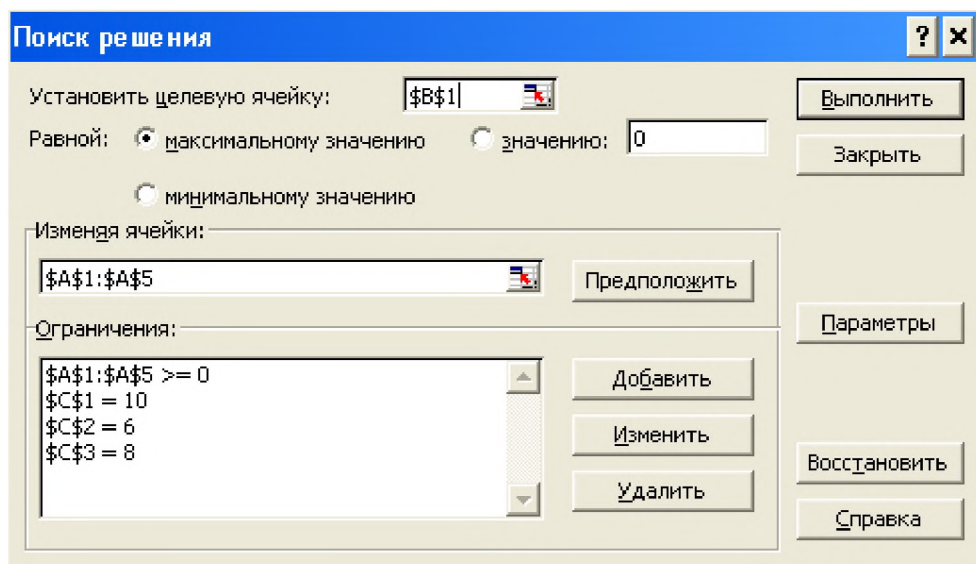 Поиск решения
? ×
Установить целевую ячейку: $B$1
Выполнить
Равной: максимальному значению значению: 0
Закрыть
минимальному значению
Изменяя ячейки:
$A$1:$A$5 Предположить
Параметры
Ограничения:
$A$1:$A$5 >= 0
$C$1 = 10
$C$2 = 6
$C$3 = 8
Добавить
Изменить
Удалить
Восстановить
Справка